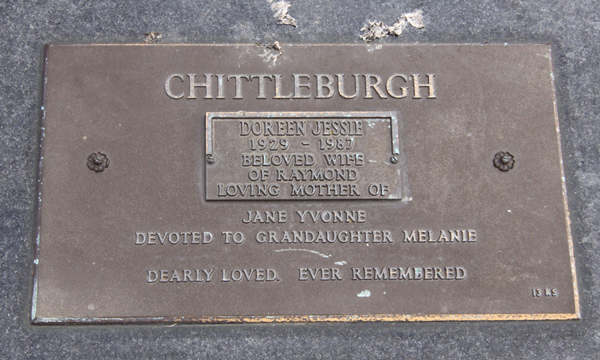 CHITTLEBURGH
DOREEN JESSIE
1929 - 1987
BELOVED WIFE
OF RAYMOND
LOVING MOTHER OF
JANE YVONNE
DEVOTED TO GRANDAUGHTER MELANIE
DEARLY LOVED. EVER REMEMBERED